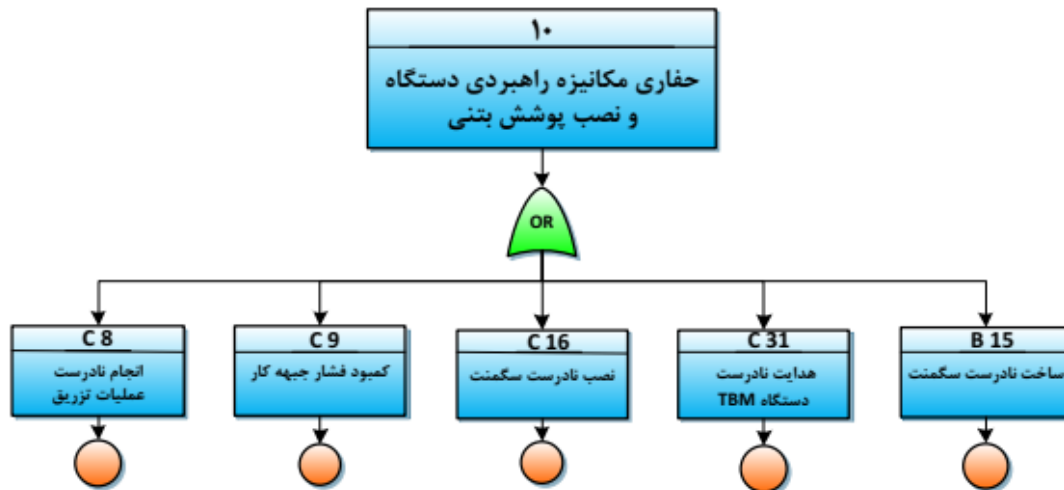 ۱۰
حفاری مکانیزه راهبردی دستگاه
و نصب پوشش بتنی
OR
C 8
انجام نادرست
عملیات تزریق
C 9
کمبود فشار جبهه کار
C 16
نصب نادرست سگمنت
C 31
هدایت نادرست
دستگاه TBM
B 15
ساخت نادرست سگمنت